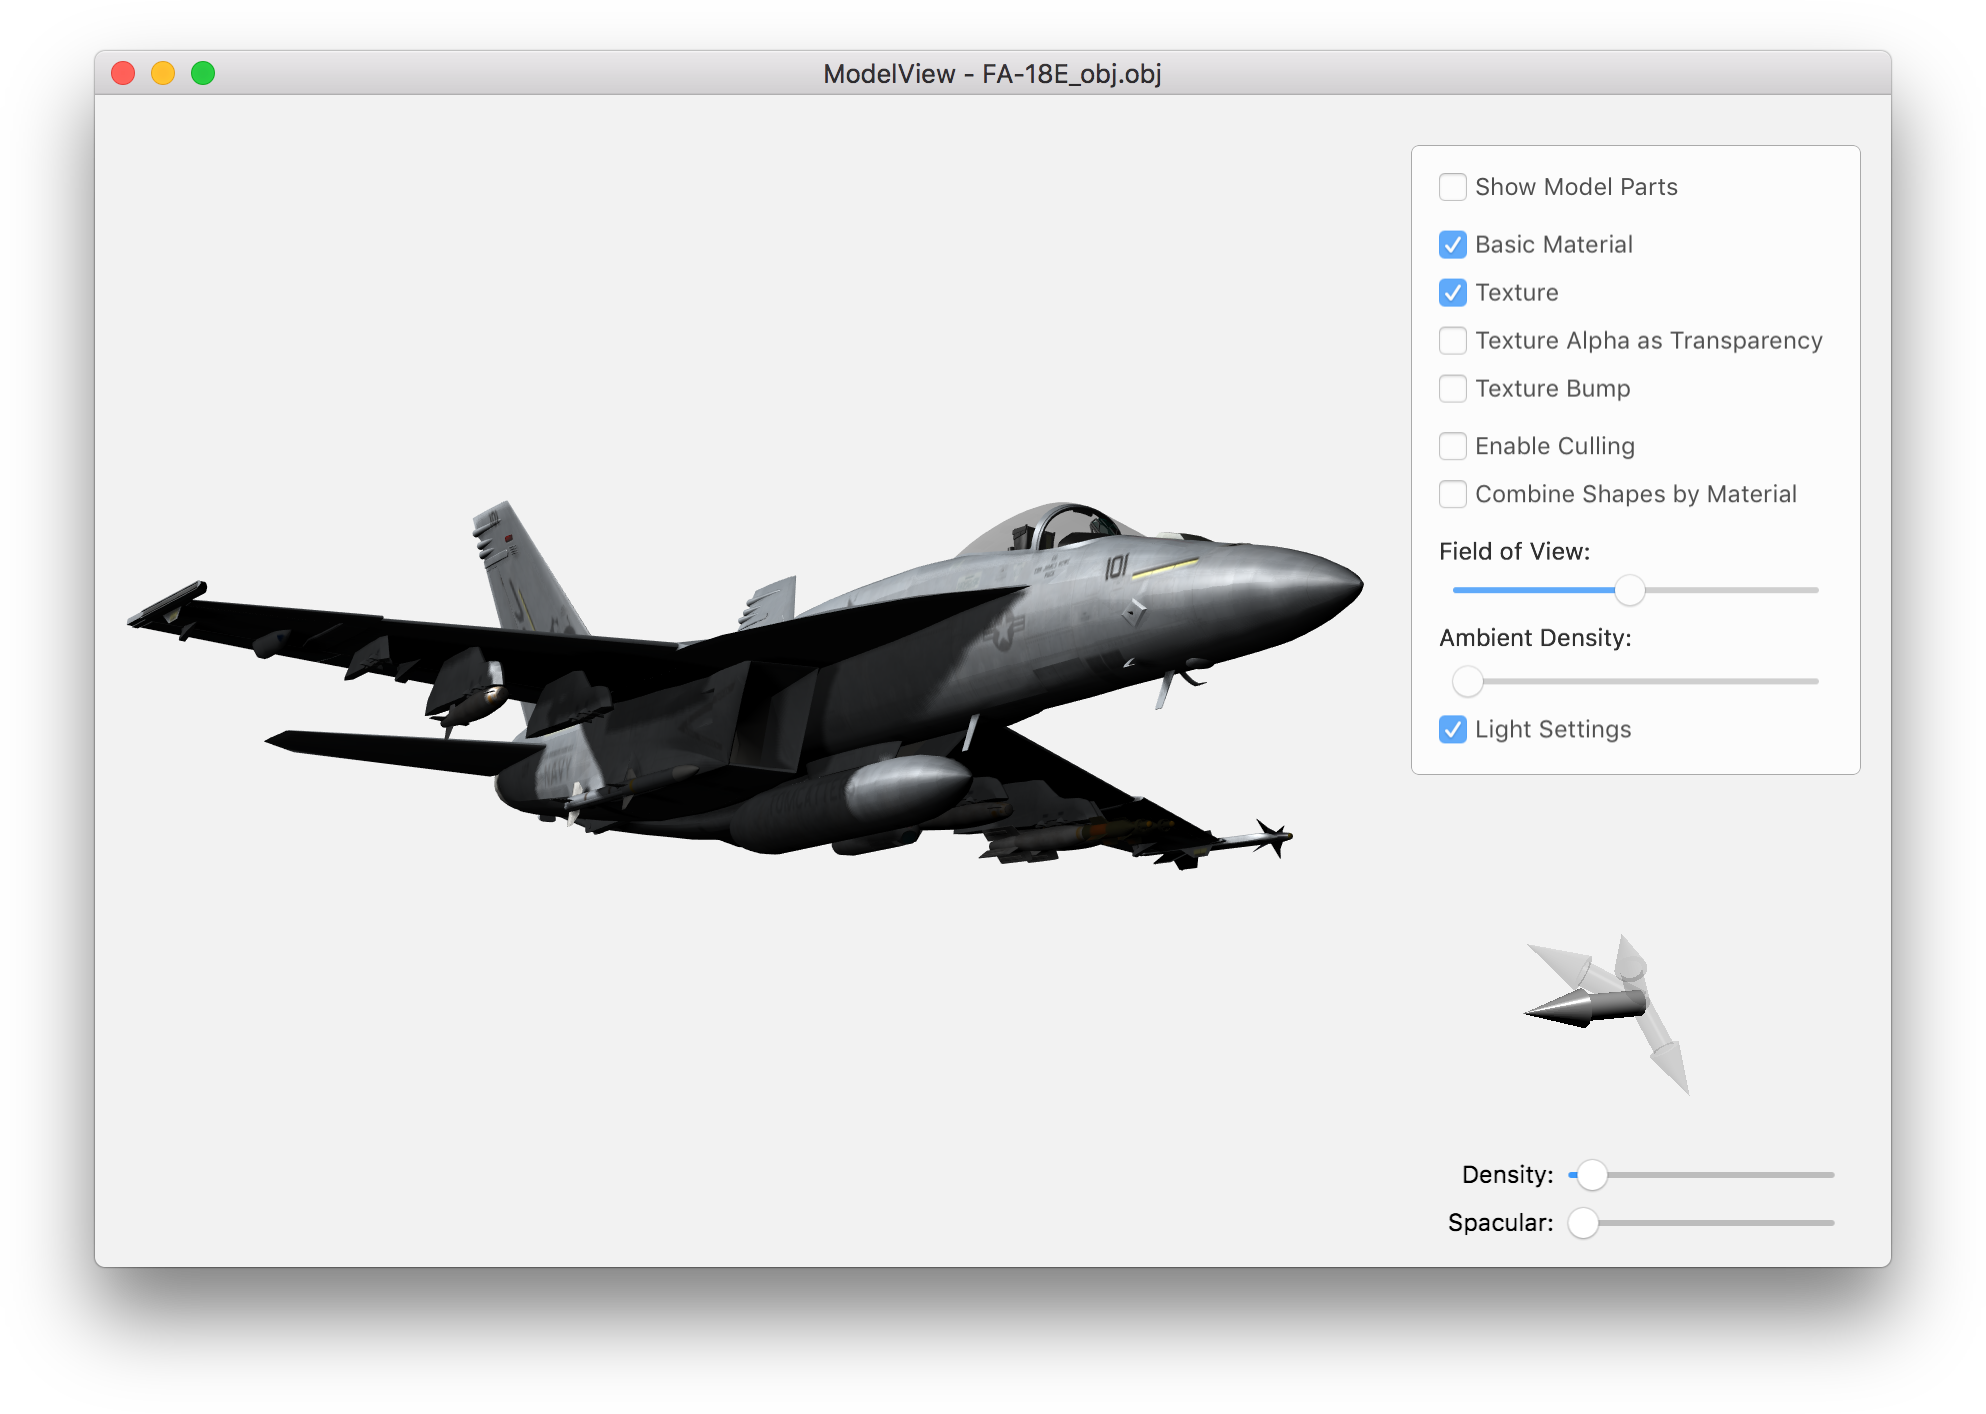 ModelView - FA-18E_obj.obj
Show Model Parts
Basic Material
Texture
Texture Alpha as Transparency
Texture Bump
Enable Culling
Combine Shapes by Material
Field of View:
Ambient Density:
Light Settings
101
101
NAVY
Density:
Spacular: